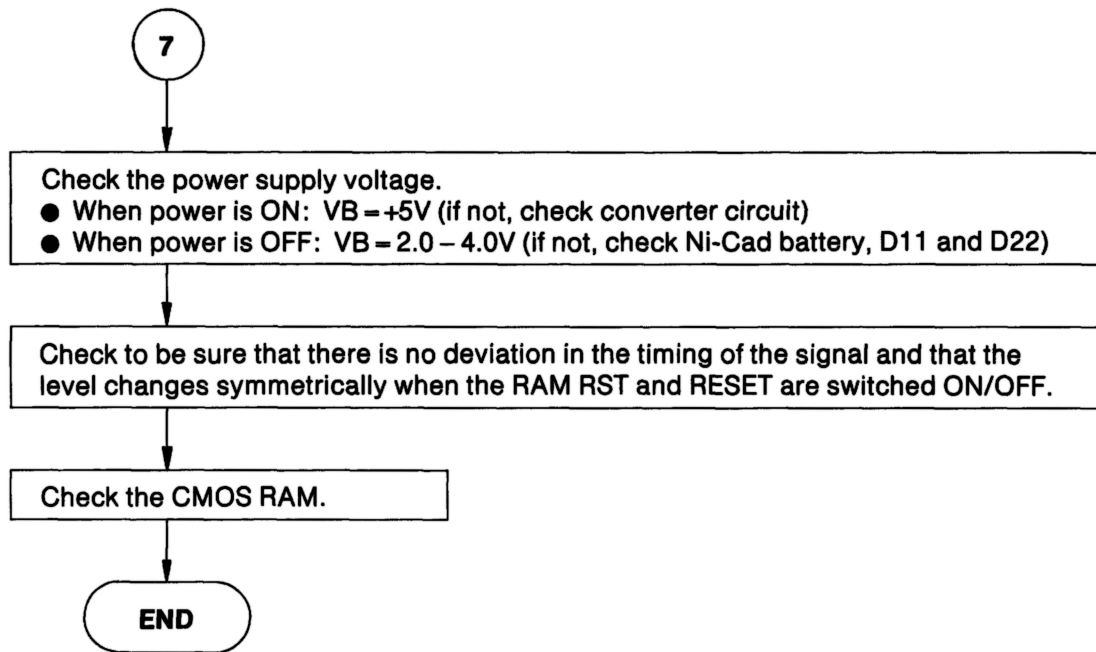 7
Check the power supply voltage.
● When power is ON: VB = +5V (if not, check converter circuit)
● When power is OFF: VB = 2.0 – 4.0V (if not, check Ni-Cad battery, D11 and D22)
Check to be sure that there is no deviation in the timing of the signal and that the
level changes symmetrically when the RAM RST and RESET are switched ON/OFF.
Check the CMOS RAM.
END